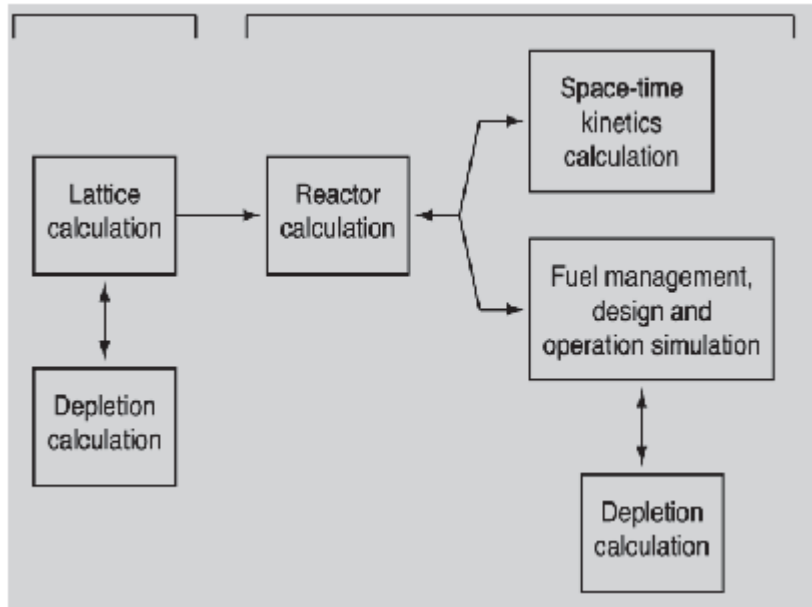 Space-time
kinetics
calculation
Lattice
calculation
Reactor
calculation
Fuel management,
design and
operation simulation
Depletion
calculation
Depletion
calculation